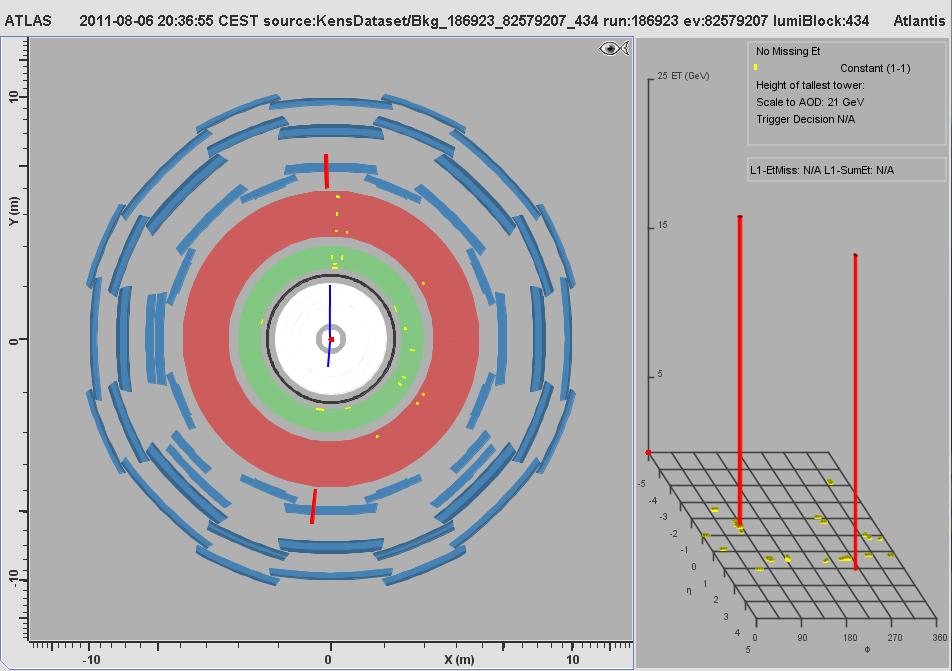 ATLAS 2011-08-06 20:36:55 CEST source:KensDataset/Bkg_186923_82579207_434 run:186923 ev:82579207 lumiBlock:434 Atlantis
No Missing Et
Constant (1-1)
Height of tallest tower:
Scale to AOD: 21 GeV
Trigger Decision N/A
L1-EtMiss: N/A L1-SumEt: N/A
10
Y (m)
0
-10
-10 0 X (m) 10
25 ET (GeV)
15
5
-5
-4
-3
-2
-1
0
1
2
3
4
5
η
0 90 180 270 360
Φ